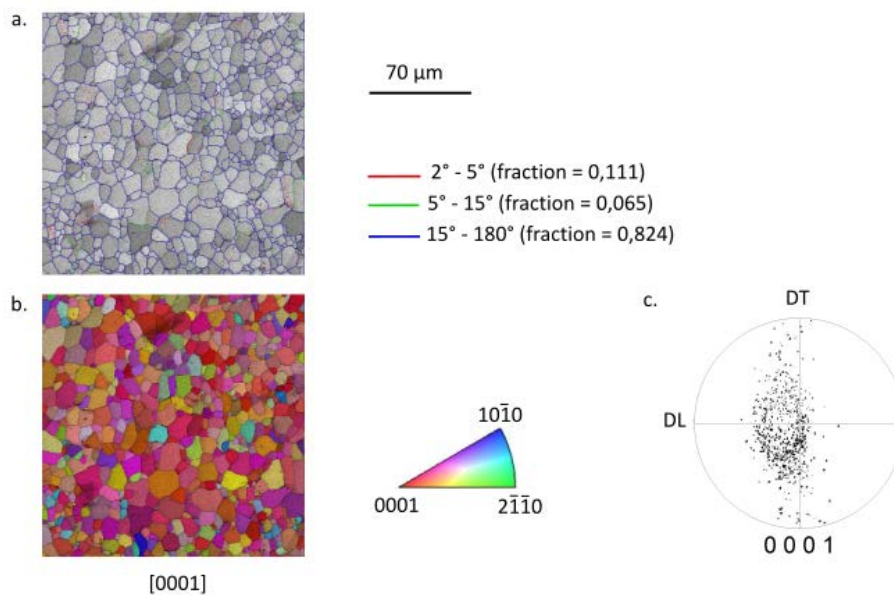 a.
70 µm
2° - 5° (fraction = 0,111)
5° - 15° (fraction = 0,065)
15° - 180° (fraction = 0,824)
b.
c.
DT
DL
101̅0
0001
21̅1̅0
0 0 0 1
[0001]